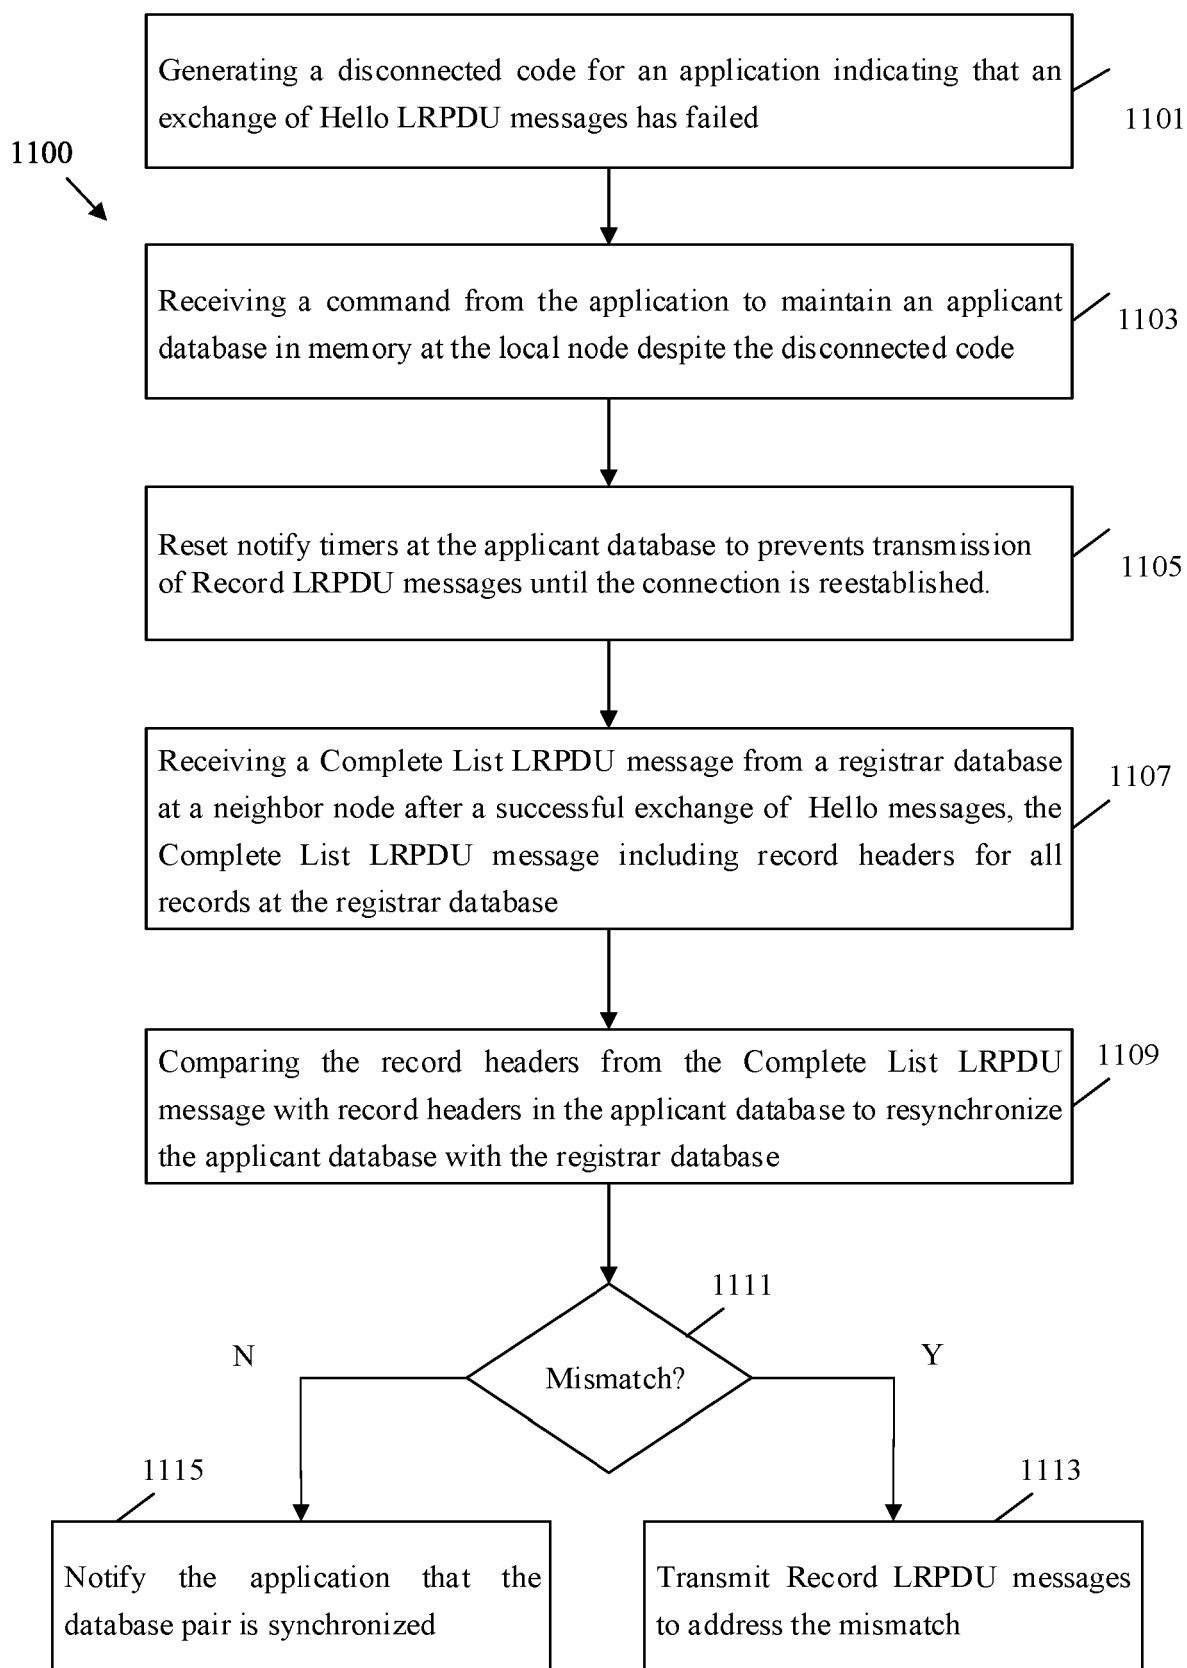 Generating a disconnected code for an application indicating that an
exchange of Hello LRPDU messages has failed
1101
1100
Receiving a command from the application to maintain an applicant
database in memory at the local node despite the disconnected code
1103
Reset notify timers at the applicant database to prevents transmission
of Record LRPDU messages until the connection is reestablished.
1105
Receiving a Complete List LRPDU message from a registrar database
at a neighbor node after a successful exchange of Hello messages, the
Complete List LRPDU message including record headers for all
records at the registrar database
1107
Comparing the record headers from the Complete List LRPDU
message with record headers in the applicant database to resynchronize
the applicant database with the registrar database
1109
1111
Mismatch?
N
Y
1115
Notify the application that the
database pair is synchronized
1113
Transmit Record LRPDU messages
to address the mismatch